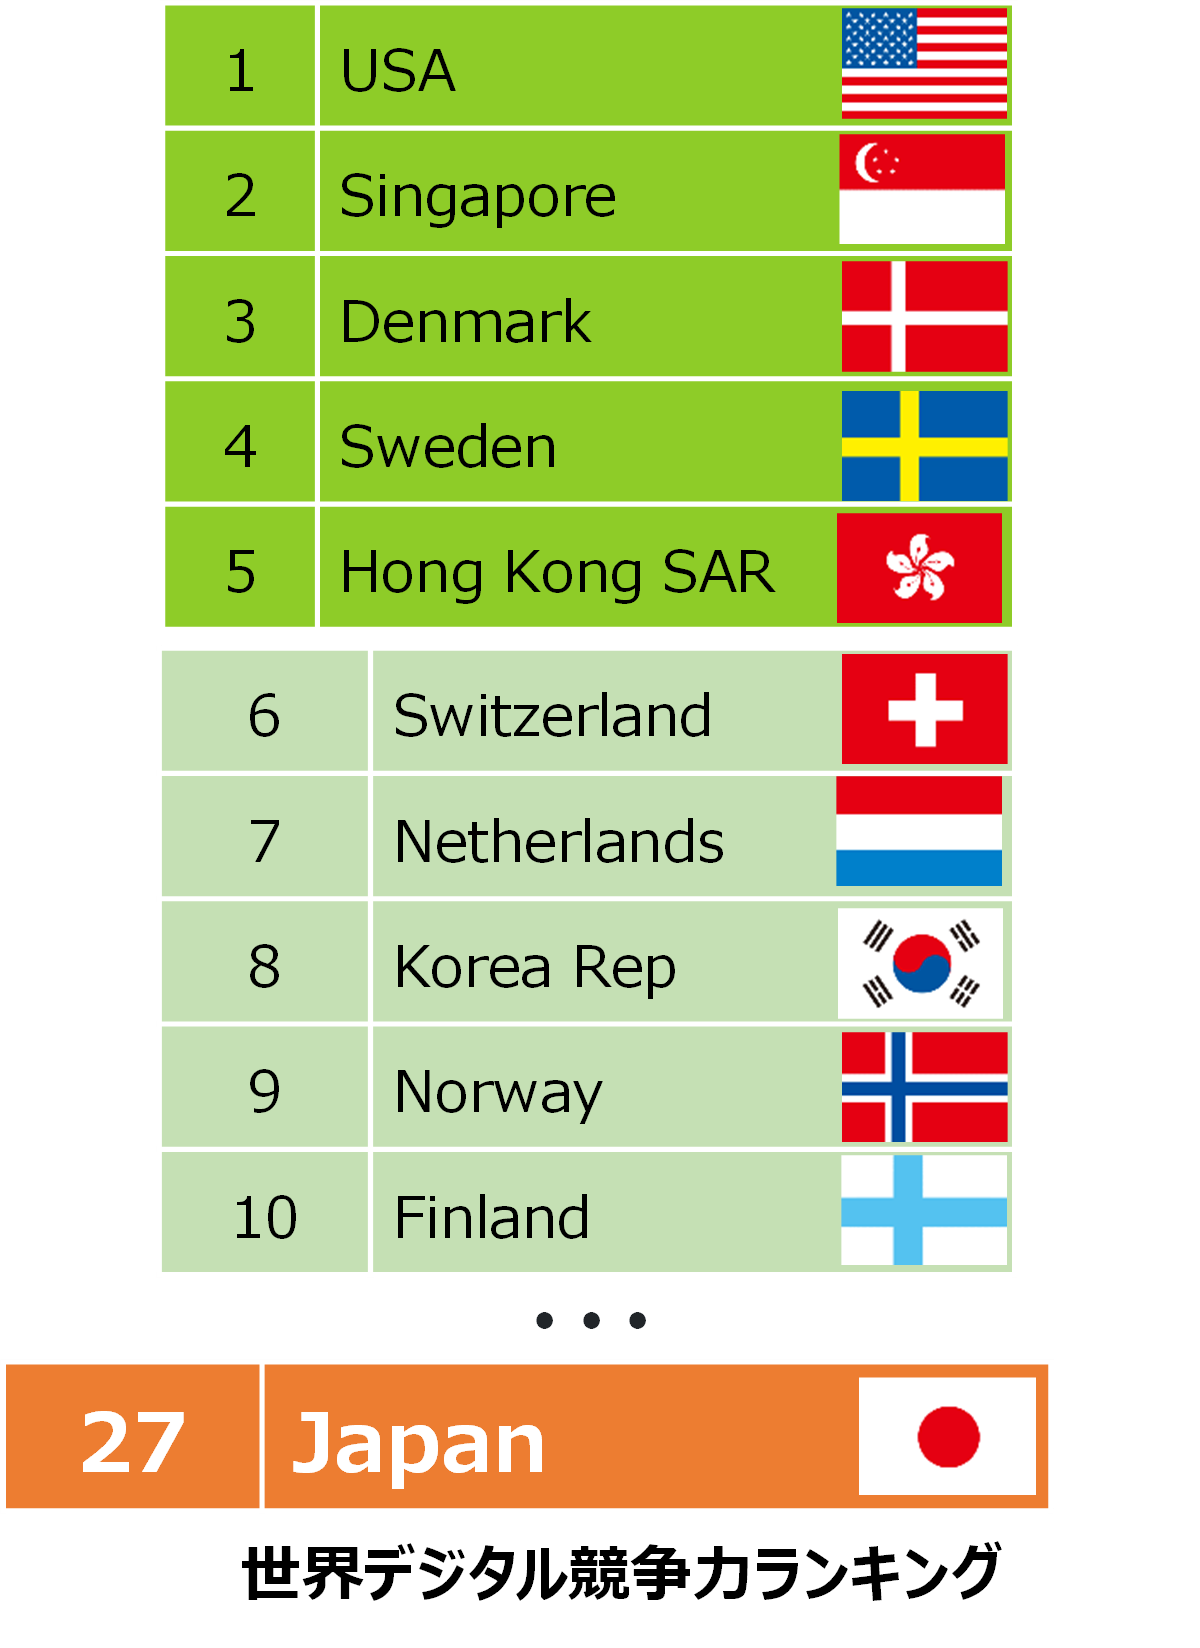 1 USA
2 Singapore
3 Denmark
4 Sweden
5 Hong Kong SAR
6 Switzerland
7 Netherlands
8 Korea Rep
9 Norway
10 Finland
・・・
27 Japan
世界デジタル競争力ランキング